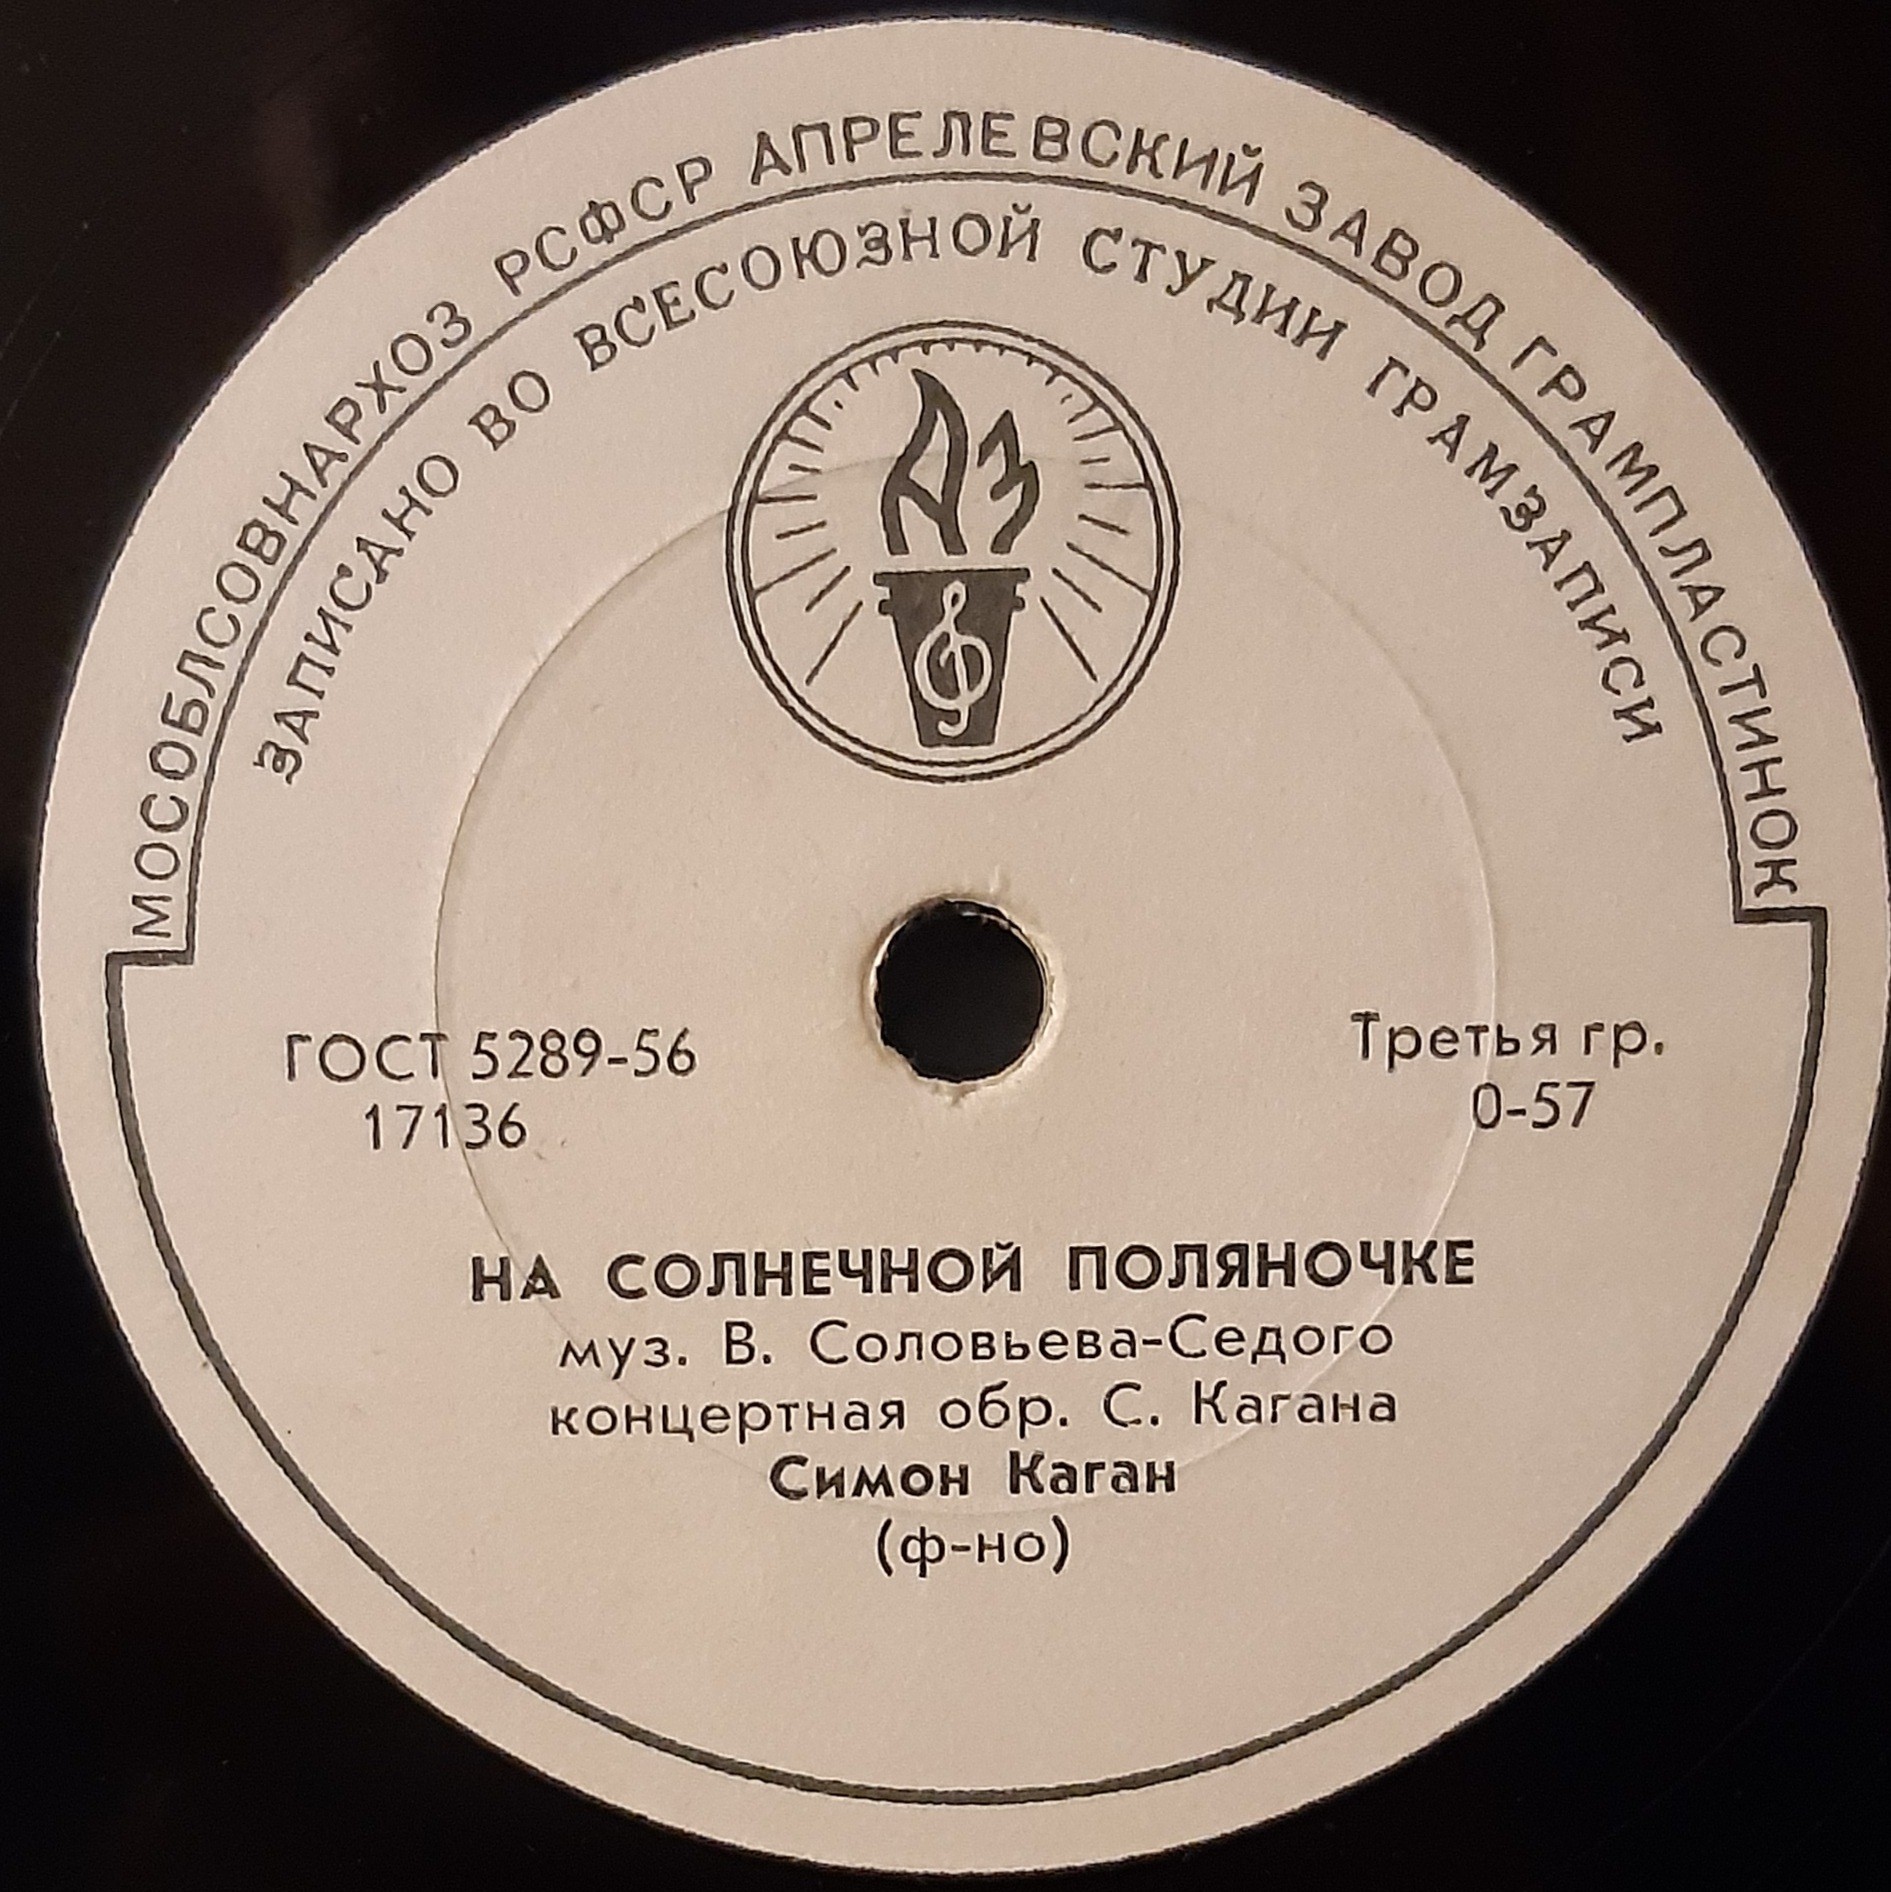 МОСОБЛСОВНАРХОЗ РСФСР АПРЕЛЕВСКИЙ ЗАВОД ГРАМПЛАСТИНОК
ЗАПИСАНО ВО ВСЕСОЮЗНОЙ СТУДИИ ГРАМЗАПИСИ
АЗ
ГОСТ 5289-56
17136
Третья гр.
0-57
НА СОЛНЕЧНОЙ ПОЛЯНОЧКЕ
муз. В. Соловьева-Седого
концертная обр. С. Кагана
Симон Каган
(ф-но)